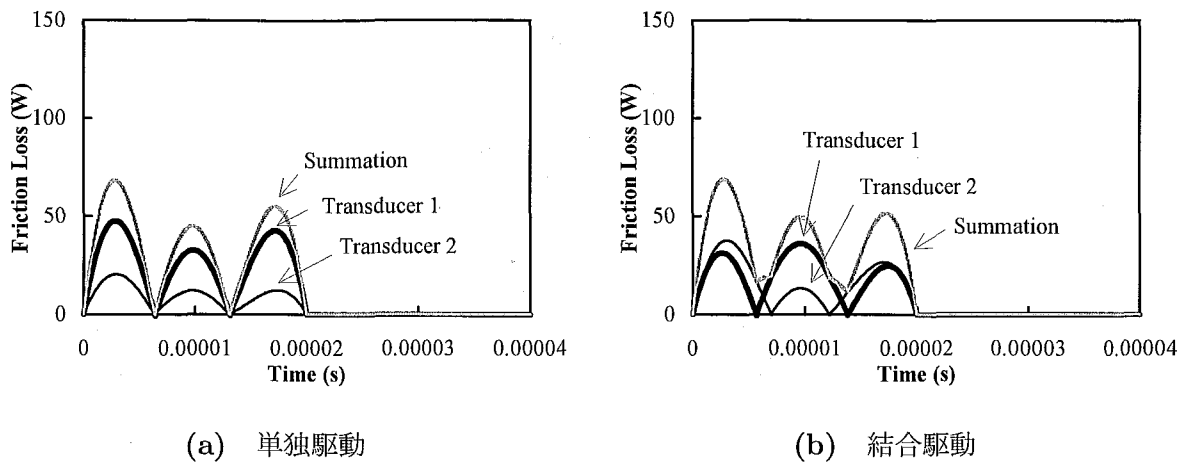 150
100
50
0
Friction Loss (W)
Summation
Transducer 1
Transducer 2
0 0.00001 0.00002 0.00003 0.00004
Time (s)
(a) 単独駆動
150
100
50
0
Friction Loss (W)
Transducer 1
Transducer 2
Summation
0 0.00001 0.00002 0.00003 0.00004
Time (s)
(b) 結合駆動